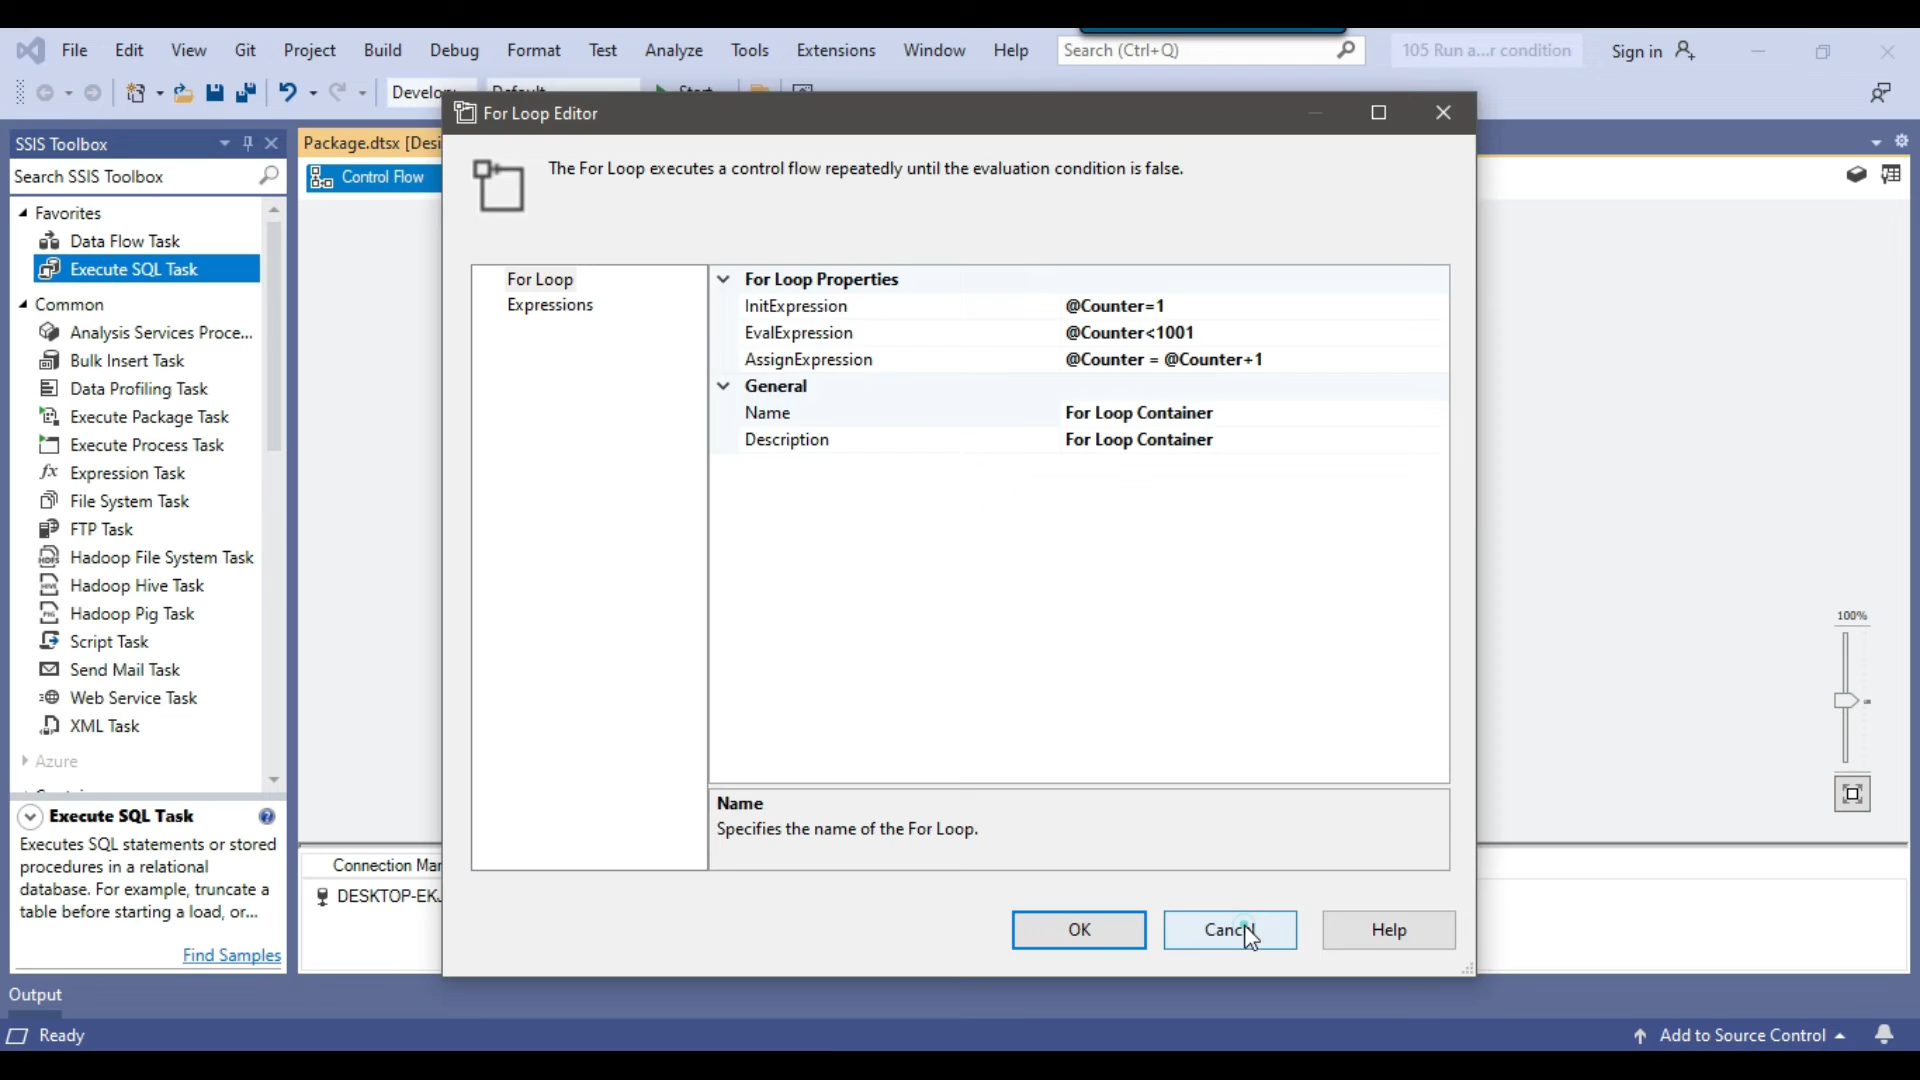 File Edit View Git Project Build Debug Format Test Analyze Tools Extensions Window Help Search (Ctrl+Q) 105 Run a...r condition Sign in
For Loop Editor
SSIS Toolbox
Package.dtsx [Desi
Search SSIS Toolbox
Control Flow
The For Loop executes a control flow repeatedly until the evaluation condition is false.
Favorites
Data Flow Task
Execute SQL Task
Common
Analysis Services Proce...
Bulk Insert Task
Data Profiling Task
Execute Package Task
Execute Process Task
Expression Task
File System Task
FTP Task
Hadoop File System Task
Hadoop Hive Task
Hadoop Pig Task
Script Task
Send Mail Task
Web Service Task
XML Task
Azure
For Loop
Expressions
For Loop Properties
InitExpression @Counter=1
EvalExpression @Counter<1001
AssignExpression @Counter = @Counter+1
General
Name For Loop Container
Description For Loop Container
100%
Name
Specifies the name of the For Loop.
Execute SQL Task
Executes SQL statements or stored
procedures in a relational
database. For example, truncate a
table before starting a load, or...
Find Samples
Connection Mar
DESKTOP-EKJ
OK Cancel Help
Output
Ready
Add to Source Control